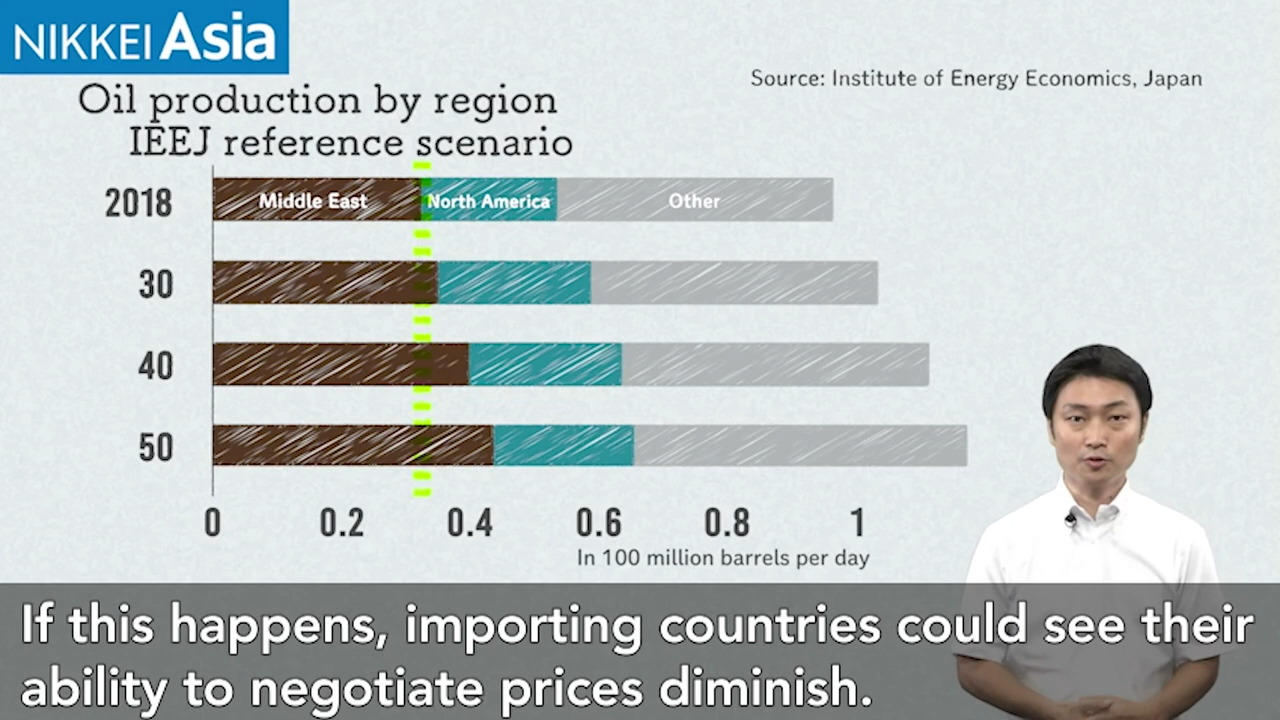 NIKKEI Asia
Source: Institute of Energy Economics, Japan
Oil production by region
IEEJ reference scenario
2018
Middle East
North America
Other
30
40
50
0 0.2 0.4 0.6 0.8 1
In 100 million barrels per day
If this happens, importing countries could see their
ability to negotiate prices diminish.